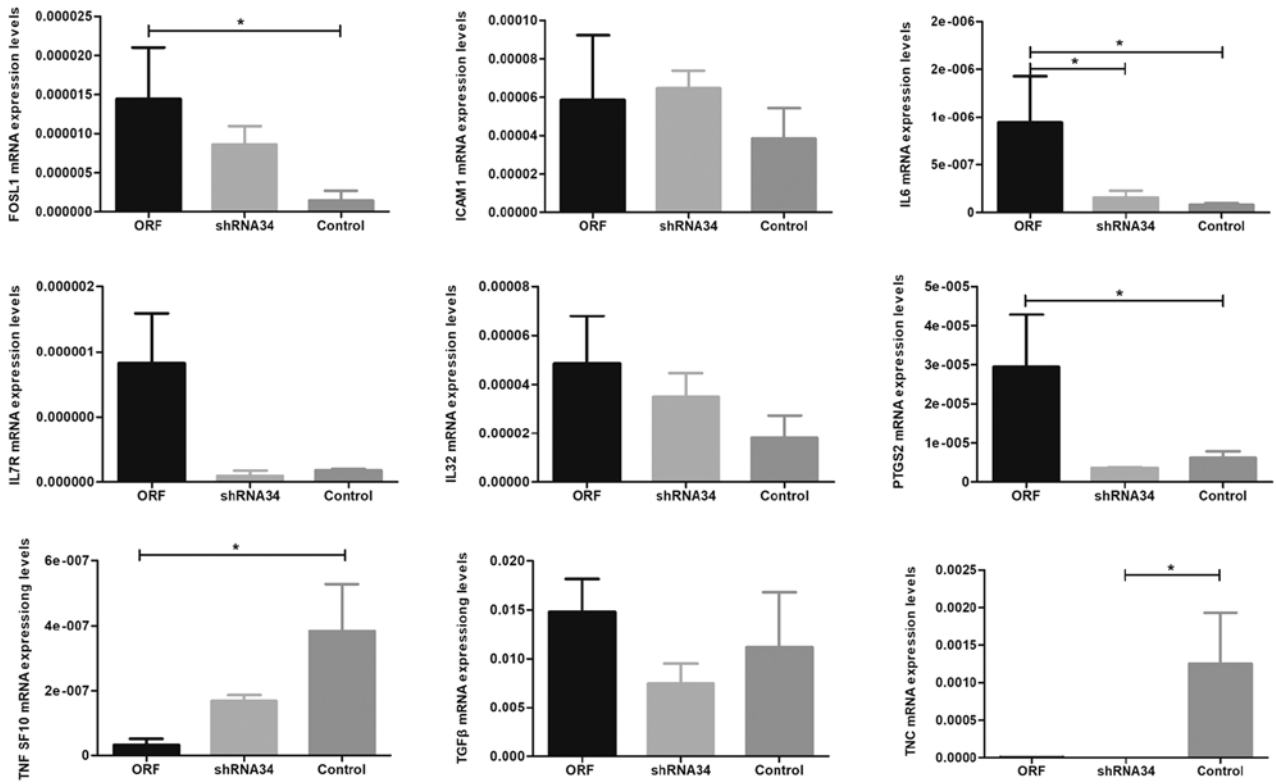 FOSL1 mRNA expression levels
0.000025
*
0.000020
0.000015
0.000010
0.000005
0.000000
ORF shRNA34 Control
ICAM1 mRNA expression levels
0.00010
0.00008
0.00006
0.00004
0.00002
0.00000
ORF shRNA34 Control
IL6 mRNA expression levels
2e-006
*
2e-006
*
1e-006
5e-007
0
ORF shRNA34 Control
IL7R mRNA expression levels
0.000002
0.000001
0.000000
0.000000
ORF shRNA34 Control
IL32 mRNA expression levels
0.00008
0.00006
0.00004
0.00002
0.00000
ORF shRNA34 Control
PTGS2 mRNA expression levels
5e-005
*
4e-005
3e-005
2e-005
1e-005
0
ORF shRNA34 Control
TNF SF10 mRNA expressiong levels
6e-007
*
4e-007
2e-007
0
ORF shRNA34 Control
TGFβ mRNA expressiong levels
0.020
0.015
0.010
0.005
0.000
ORF shRNA34 Control
TNC mRNA expression levels
0.0025
*
0.0020
0.0015
0.0010
0.0005
0.0000
ORF shRNA34 Control